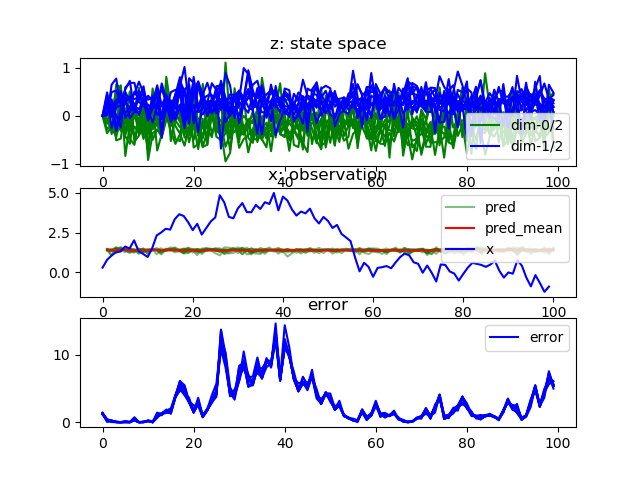 z: state space
1
0
−1
dim-0/2
dim-1/2
0 20 40 60 80 100
x: observation
5.0
2.5
0.0
pred
pred_mean
x
0 20 40 60 80 100
error
10
0
error
0 20 40 60 80 100